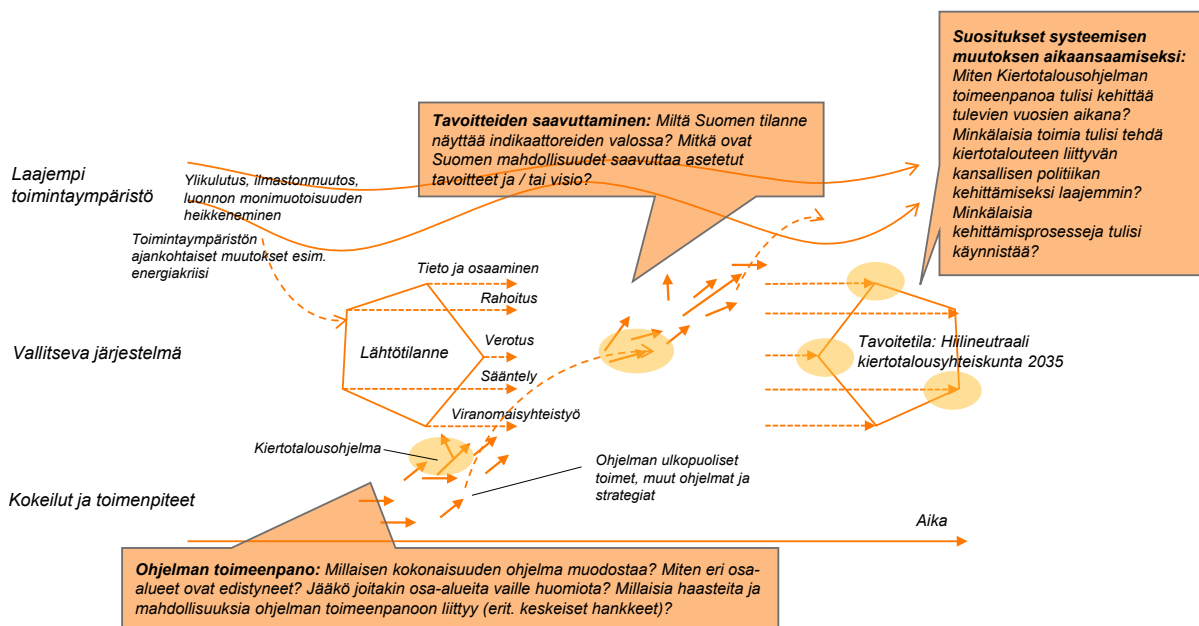 Suositukset systeemisen
muutoksen aikaansaamiseksi:
Miten Kiertotalousohjelman
toimeenpanoa tulisi kehittää
tulevien vuosien aikana?
Minkälaisia toimia tulisi tehdä
kiertotalouteen liittyvän
kansallisen politiikan
kehittämiseksi laajemmin?
Minkälaisia
kehittämisprosesseja tulisi
käynnistää?
Tavoitteiden saavuttaminen: Miltä Suomen tilanne
näyttää indikaattoreiden valossa? Mitkä ovat
Suomen mahdollisuudet saavuttaa asetetut
tavoitteet ja / tai visio?
Laajempi
toimintaympäristö
Ylikulutus, ilmastonmuutos,
luonnon monimuotoisuuden
heikkeneminen
Toimintaympäristön
ajankohtaiset muutokset esim.
energiakriisi
Tieto ja osaaminen
Rahoitus
Verotus
Sääntely
Viranomaisyhteistyö
Vallitseva järjestelmä
Lähtötilanne
Tavoitetila: Hiilineutraali
kiertotalousyhteiskunta 2035
Kiertotalousohjelma
Ohjelman ulkopuoliset
toimet, muut ohjelmat ja
strategiat
Kokeilut ja toimenpiteet
Aika
Ohjelman toimeenpano: Millaisen kokonaisuuden ohjelma muodostaa? Miten eri osa-
alueet ovat edistyneet? Jääkö joitakin osa-alueita vaille huomiota? Millaisia haasteita ja
mahdollisuuksia ohjelman toimeenpanoon liittyy (erit. keskeiset hankkeet)?